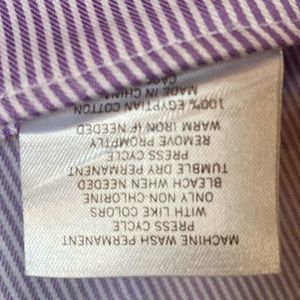 MACHINE WASH PERMANENT
PRESS CYCLE
WITH LIKE COLORS
ONLY NON-CHLORINE
BLEACH WHEN NEEDED
TUMBLE DRY PERMANENT
PRESS CYCLE
REMOVE PROMPTLY
WARM IRON IF NEEDED
100% EGYPTIAN COTTON
MADE IN CHINA